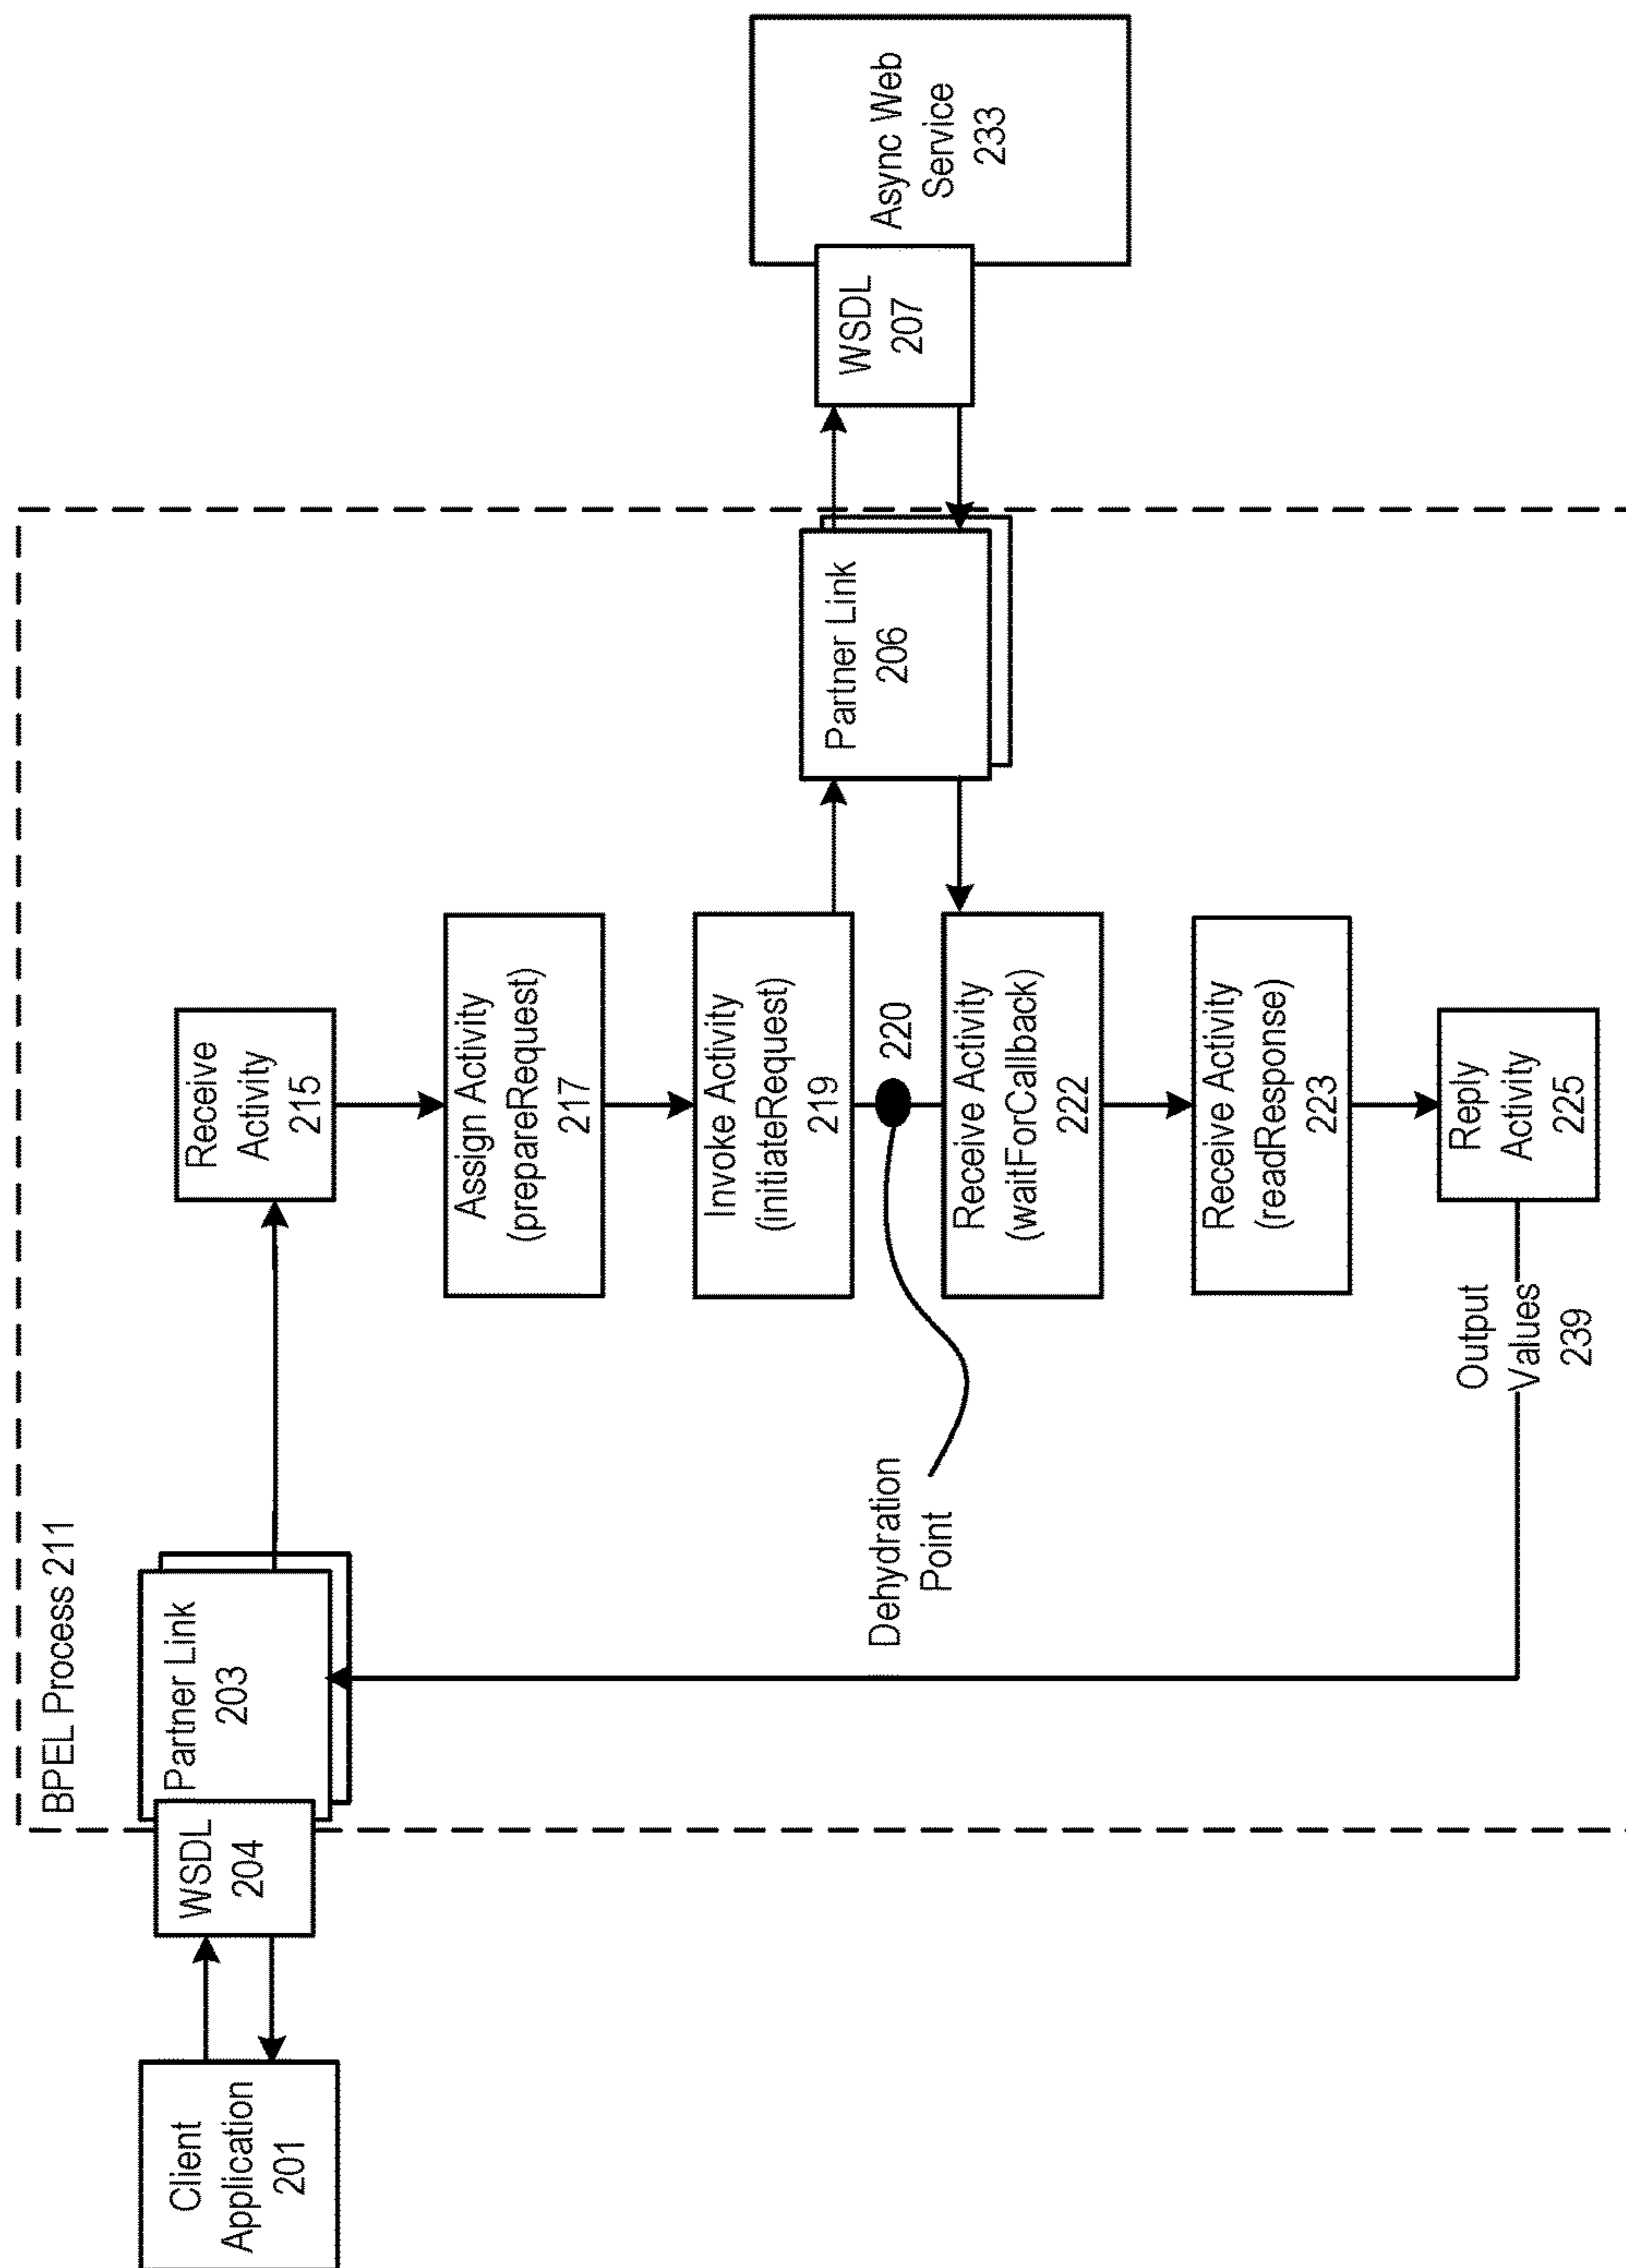 BPEL Process 211
Client
Application
201
WSDL
204
Partner Link
203
Receive
Activity
215
Assign Activity
(prepareRequest)
217
Invoke Activity
(initiateRequest)
219
220
Dehydration
Point
Receive Activity
(waitForCallback)
222
Receive Activity
(readResponse)
223
Reply
Activity
225
Output
Values
239
Partner Link
206
WSDL
207
Async Web
Service
233